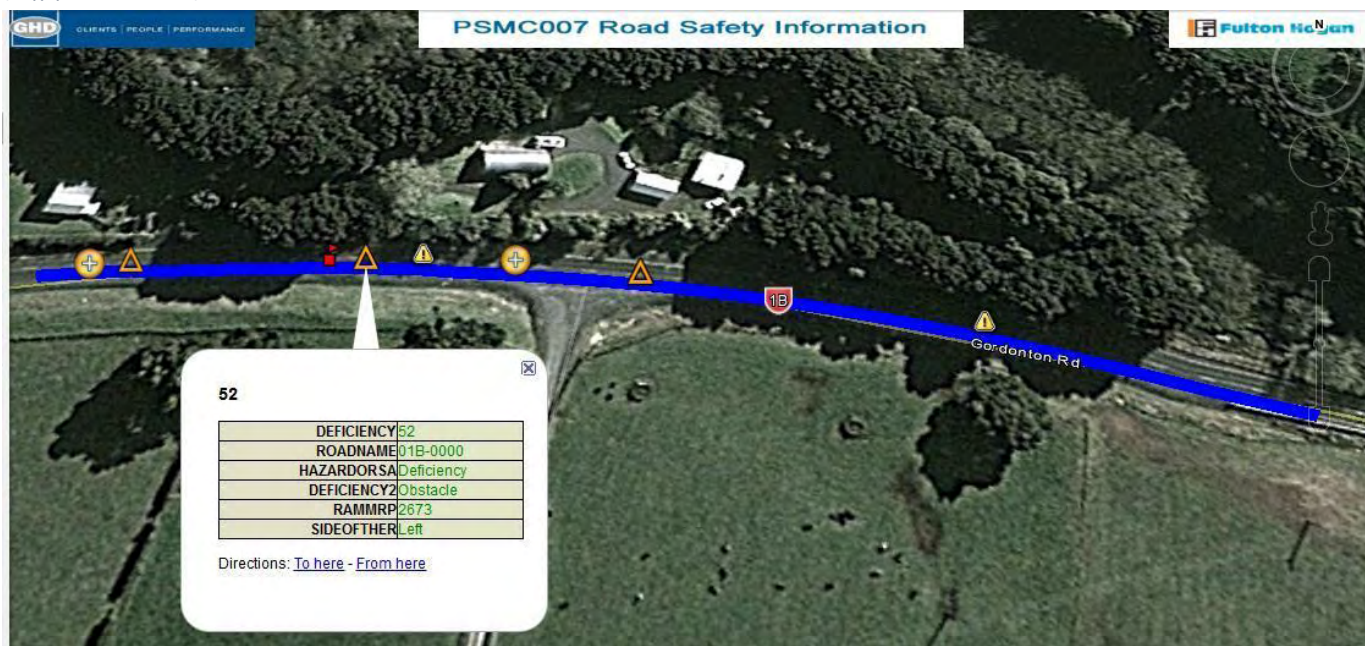 GHD CLIENTS | PEOPLE | PERFORMANCE
PSMC007 Road Safety Information
Fulton Hogan
N
1B
Gordonton Rd
52
DEFICIENCY 52
ROADNAME 01B-0000
HAZARDORSA Deficiency
DEFICIENCY2 Obstacle
RAMMRP 2673
SIDEOFTHER Left
Directions: To here - From here